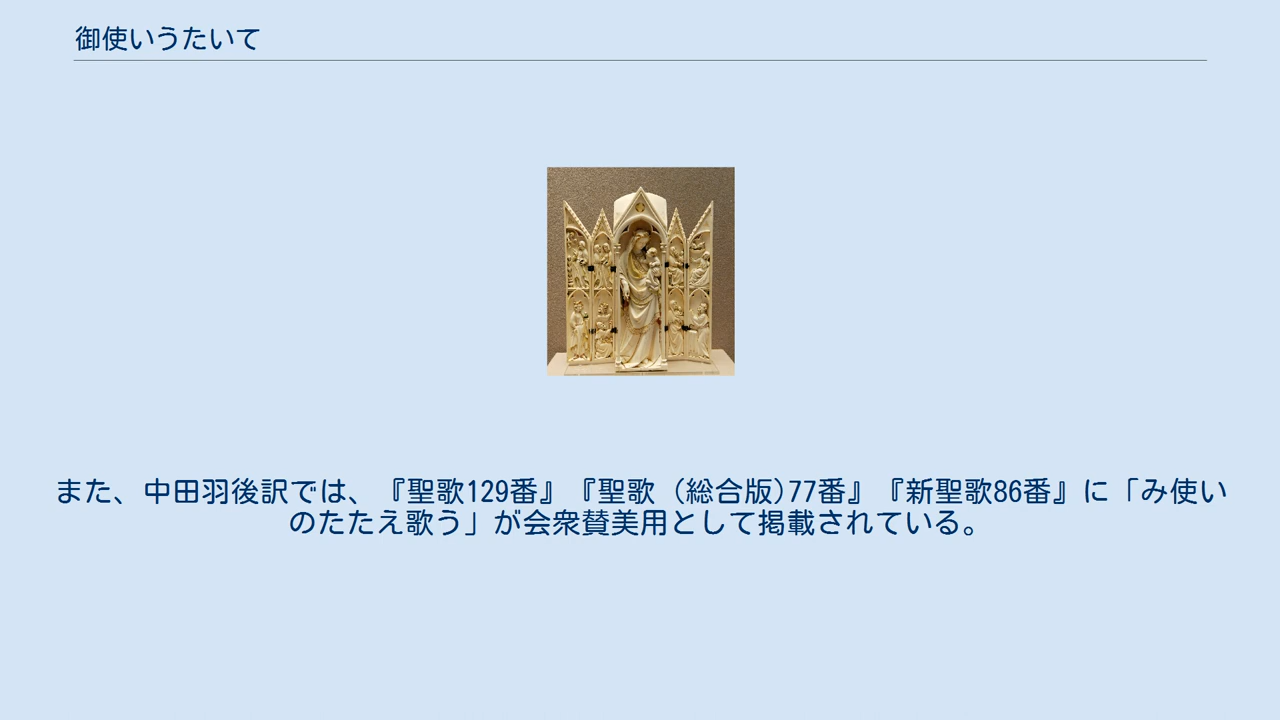 御使いうたいて
また、中田羽後訳では、『聖歌129番』『聖歌 (総合版)77番』『新聖歌86番』に「み使い
のたたえ歌う」が会衆賛美用として掲載されている。